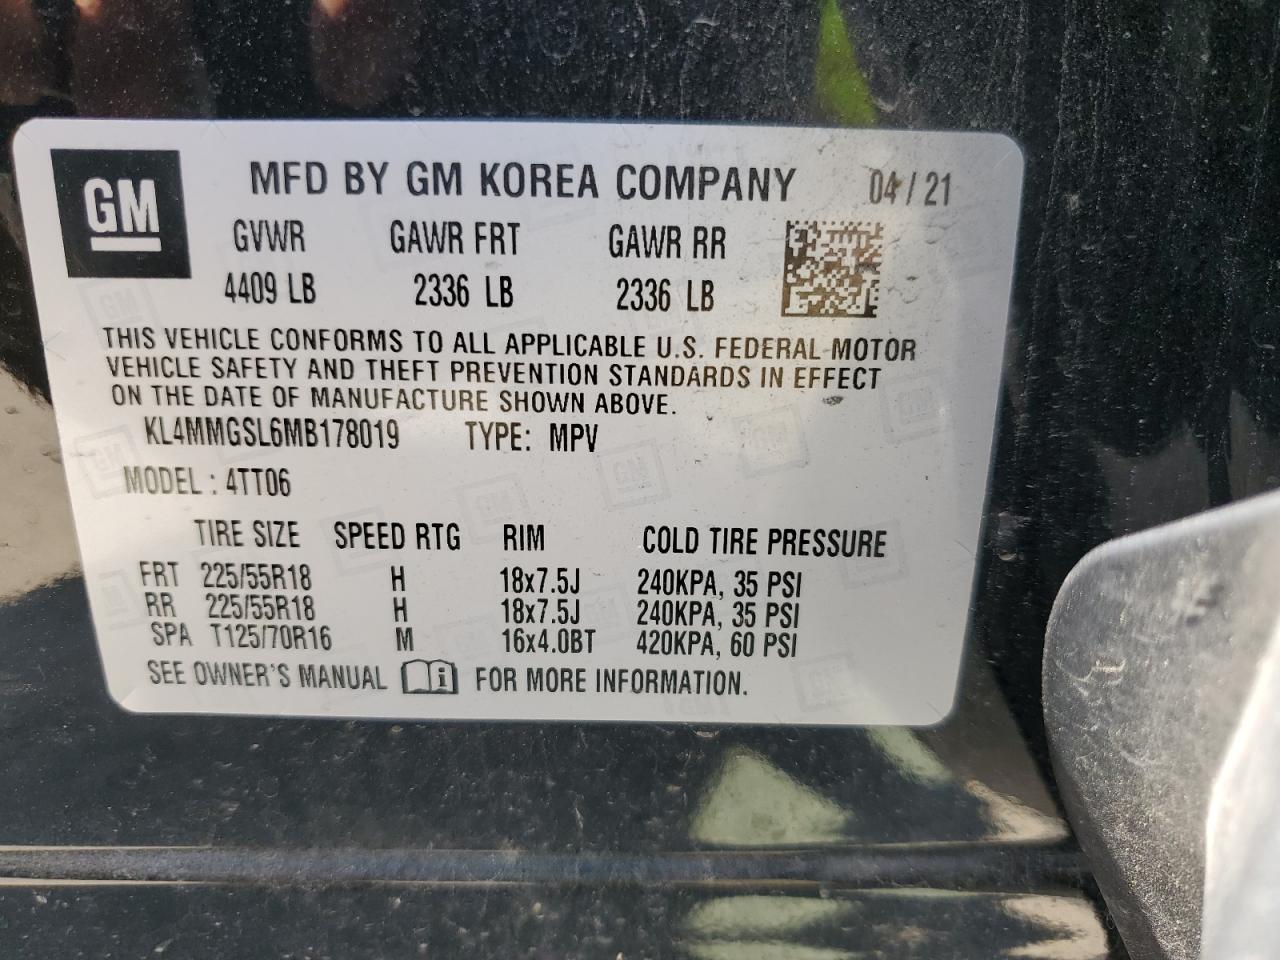 GM
MFD BY GM KOREA COMPANY 04 / 21
GVWR GAWR FRT GAWR RR
4409 LB 2336 LB 2336 LB
THIS VEHICLE CONFORMS TO ALL APPLICABLE U.S. FEDERAL MOTOR
VEHICLE SAFETY AND THEFT PREVENTION STANDARDS IN EFFECT
ON THE DATE OF MANUFACTURE SHOWN ABOVE.
KL4MMGSL6MB178019 TYPE: MPV
MODEL : 4TT06
TIRE SIZE SPEED RTG RIM COLD TIRE PRESSURE
FRT 225/55R18 H 18x7.5J 240KPA, 35 PSI
RR 225/55R18 H 18x7.5J 240KPA, 35 PSI
SPA T125/70R16 M 16x4.0BT 420KPA, 60 PSI
SEE OWNER'S MANUAL i FOR MORE INFORMATION.